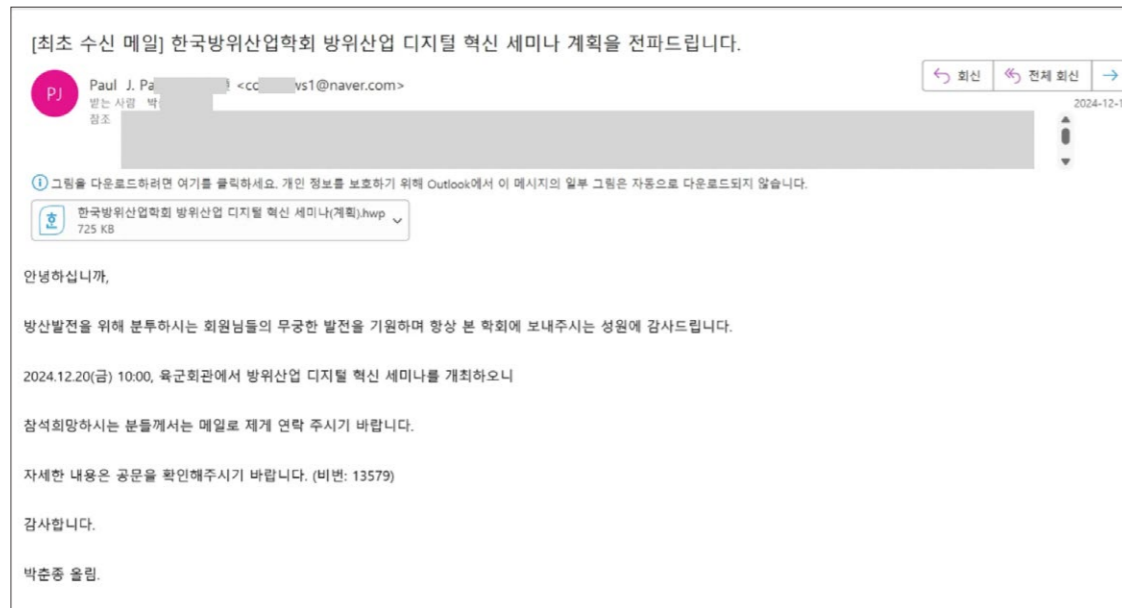 [최초 수신 메일] 한국방위산업학회 방위산업 디지털 혁신 세미나 계획을 전파드립니다.
PJ
Paul J. Pa <cc ws1@naver.com>
회신
전체 회신
받는 사람 박
2024-12-1
참조
그림을 다운로드하려면 여기를 클릭하세요. 개인 정보를 보호하기 위해 Outlook에서 이 메시지의 일부 그림은 자동으로 다운로드되지 않습니다.
한국방위산업학회 방위산업 디지털 혁신 세미나(계획).hwp
725 KB
안녕하십니까,
방산발전을 위해 분투하시는 회원님들의 무궁한 발전을 기원하며 항상 본 학회에 보내주시는 성원에 감사드립니다.
2024.12.20(금) 10:00, 육군회관에서 방위산업 디지털 혁신 세미나를 개최하오니
참석희망하시는 분들께서는 메일로 제게 연락 주시기 바랍니다.
자세한 내용은 공문을 확인해주시기 바랍니다. (비번: 13579)
감사합니다.
박춘종 올림.